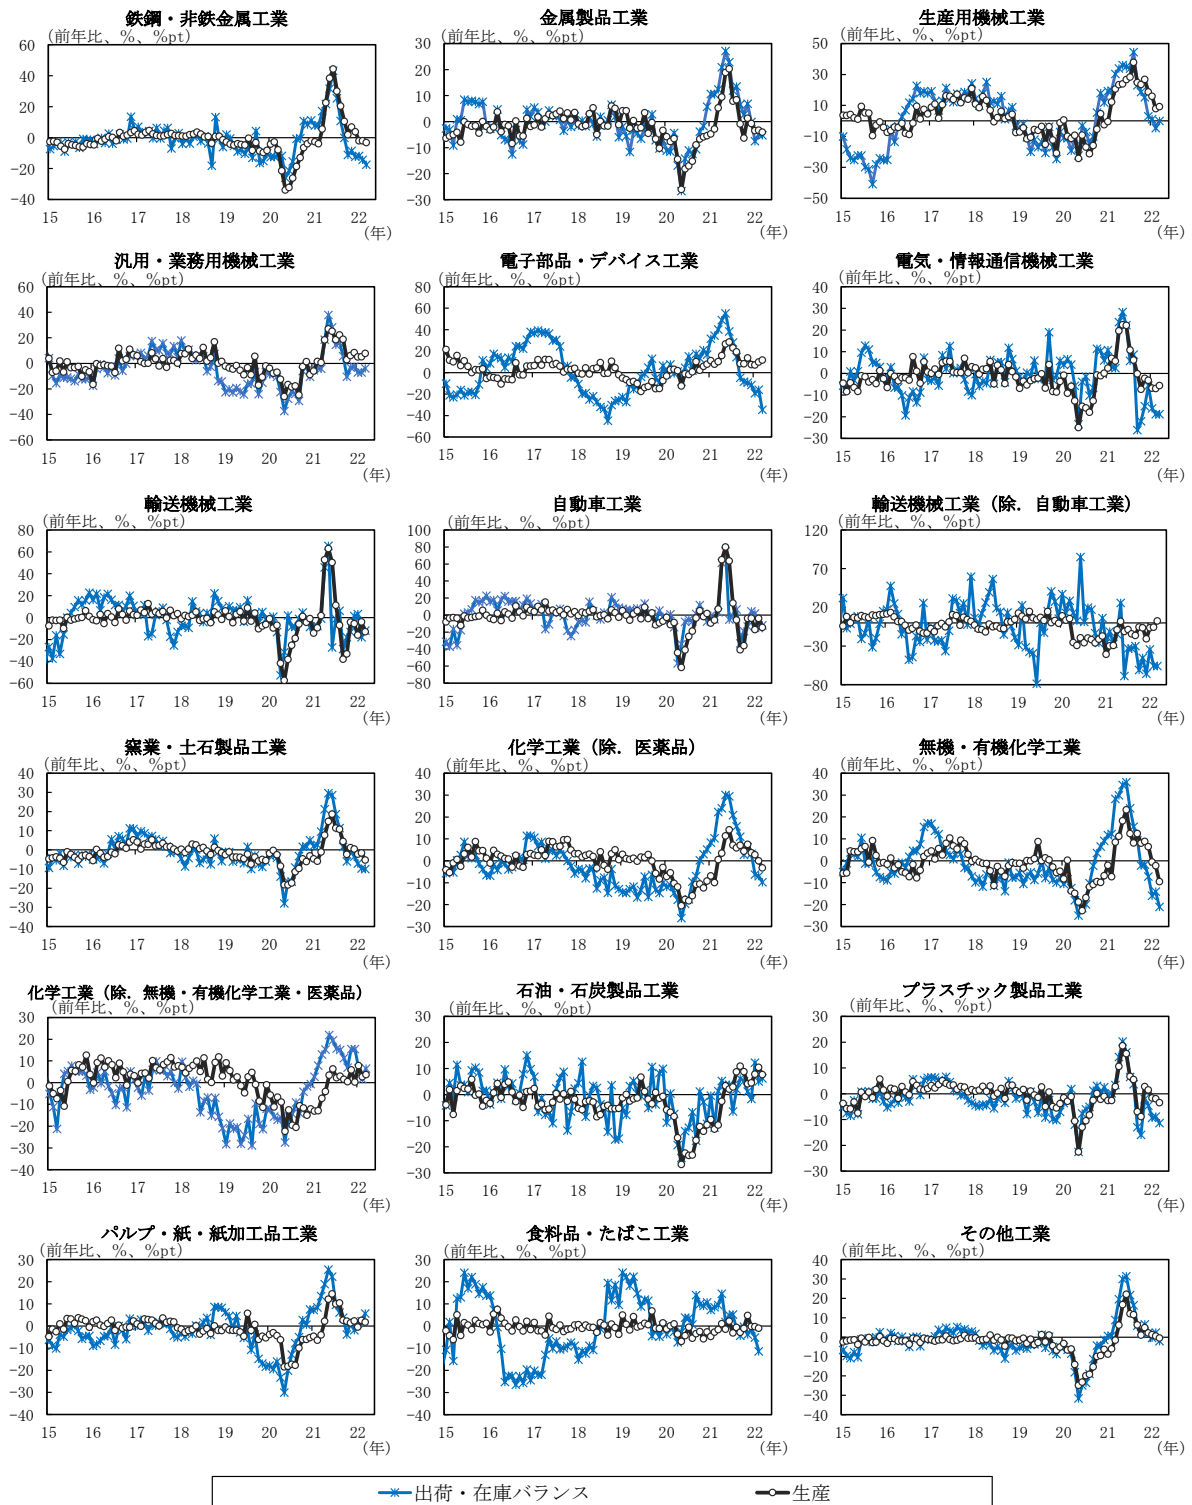 鉄鋼・非鉄金属工業
(前年比、%、%pt)
60
40
20
0
−20
−40
15 16 17 18 19 20 21 22
(年)
金属製品工業
(前年比、%、%pt)
30
20
10
0
−10
−20
−30
15 16 17 18 19 20 21 22
(年)
生産用機械工業
(前年比、%、%pt)
50
30
10
−10
−30
−50
15 16 17 18 19 20 21 22
(年)
汎用・業務用機械工業
(前年比、%、%pt)
60
40
20
0
−20
−40
−60
15 16 17 18 19 20 21 22
(年)
電子部品・デバイス工業
(前年比、%、%pt)
80
60
40
20
0
−20
−40
−60
15 16 17 18 19 20 21 22
(年)
電気・情報通信機械工業
(前年比、%、%pt)
40
30
20
10
0
−10
−20
−30
15 16 17 18 19 20 21 22
(年)
輸送機械工業
(前年比、%、%pt)
80
60
40
20
0
−20
−40
−60
15 16 17 18 19 20 21 22
(年)
自動車工業
(前年比、%、%pt)
100
80
60
40
20
0
−20
−40
−60
−80
15 16 17 18 19 20 21 22
(年)
輸送機械工業（除．自動車工業）
(前年比、%、%pt)
120
70
20
−30
−80
15 16 17 18 19 20 21 22
(年)
窯業・土石製品工業
(前年比、%、%pt)
40
30
20
10
0
−10
−20
−30
−40
15 16 17 18 19 20 21 22
(年)
化学工業（除．医薬品）
(前年比、%、%pt)
40
30
20
10
0
−10
−20
−30
15 16 17 18 19 20 21 22
(年)
無機・有機化学工業
(前年比、%、%pt)
40
30
20
10
0
−10
−20
−30
15 16 17 18 19 20 21 22
(年)
化学工業（除．無機・有機化学工業・医薬品）
(前年比、%、%pt)
30
20
10
0
−10
−20
−30
−40
15 16 17 18 19 20 21 22
(年)
石油・石炭製品工業
(前年比、%、%pt)
30
20
10
0
−10
−20
−30
15 16 17 18 19 20 21 22
(年)
プラスチック製品工業
(前年比、%、%pt)
30
20
10
0
−10
−20
−30
15 16 17 18 19 20 21 22
(年)
パルプ・紙・紙加工品工業
(前年比、%、%pt)
30
20
10
0
−10
−20
−30
−40
15 16 17 18 19 20 21 22
(年)
食料品・たばこ工業
(前年比、%、%pt)
30
20
10
0
−10
−20
−30
−40
15 16 17 18 19 20 21 22
(年)
その他工業
(前年比、%、%pt)
40
30
20
10
0
−10
−20
−30
−40
15 16 17 18 19 20 21 22
(年)
出荷・在庫バランス 生産